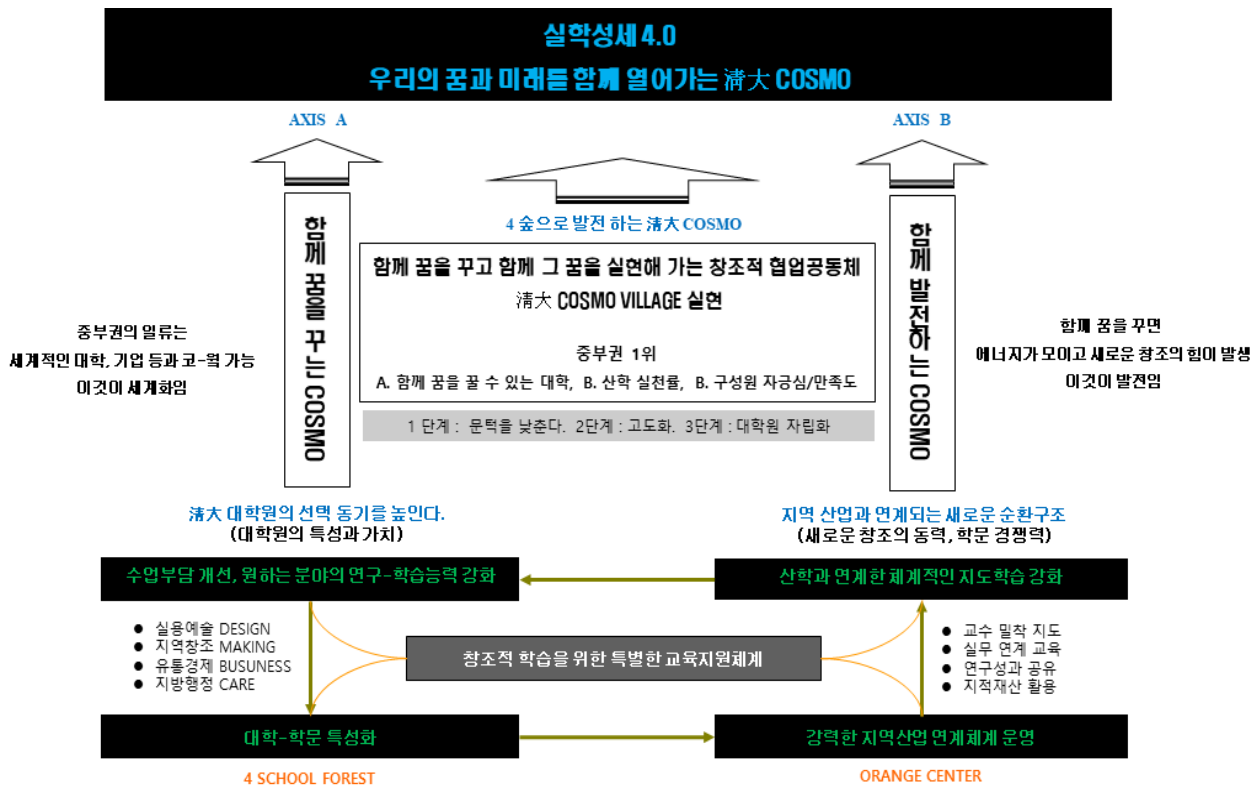 실학성세 4.0
우리의 꿈과 미래를 함께 열어가는 淸大 COSMO
AXIS A
AXIS B
함께 꿈을 꾸는 COSMO
4 숲으로 발전 하는 淸大 COSMO
함께 꿈을 꾸고 함께 그 꿈을 실현해 가는 창조적 협업공동체
淸大 COSMO VILLAGE 실현
중부권 1위
A. 함께 꿈을 꿀 수 있는 대학, B. 산학 실천률, B. 구성원 자긍심/만족도
1 단계 : 문턱을 낮춘다. 2단계 : 고도화. 3단계 : 대학원 자립화
함께 발전하는 COSMO
중부권의 일류는
세계적인 대학, 기업 등과 코-웍 가능
이것이 세계화임
함께 꿈을 꾸면
에너지가 모이고 새로운 창조의 힘이 발생
이것이 발전임
淸大 대학원의 선택 동기를 높인다.
(대학원의 특성과 가치)
지역 산업과 연계되는 새로운 순환구조
(새로운 창조의 동력, 학문 경쟁력)
수업부담 개선, 원하는 분야의 연구-학습능력 강화
산학과 연계한 체계적인 지도학습 강화
● 실용예술 DESIGN
● 지역창조 MAKING
● 유통경제 BUSUNESS
● 지방행정 CARE
창조적 학습을 위한 특별한 교육지원체계
● 교수 밀착 지도
● 실무 연계 교육
● 연구성과 공유
● 지적재산 활용
대학-학문 특성화
강력한 지역산업 연계체계 운영
4 SCHOOL FOREST
ORANGE CENTER